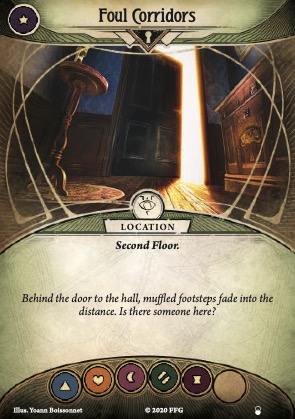 Foul Corridors
LOCATION
Second Floor.
Behind the door to the hall, muffled footsteps fade into the
distance. Is there someone here?
Illus. Yoann Boissonnet
© 2020 FFG